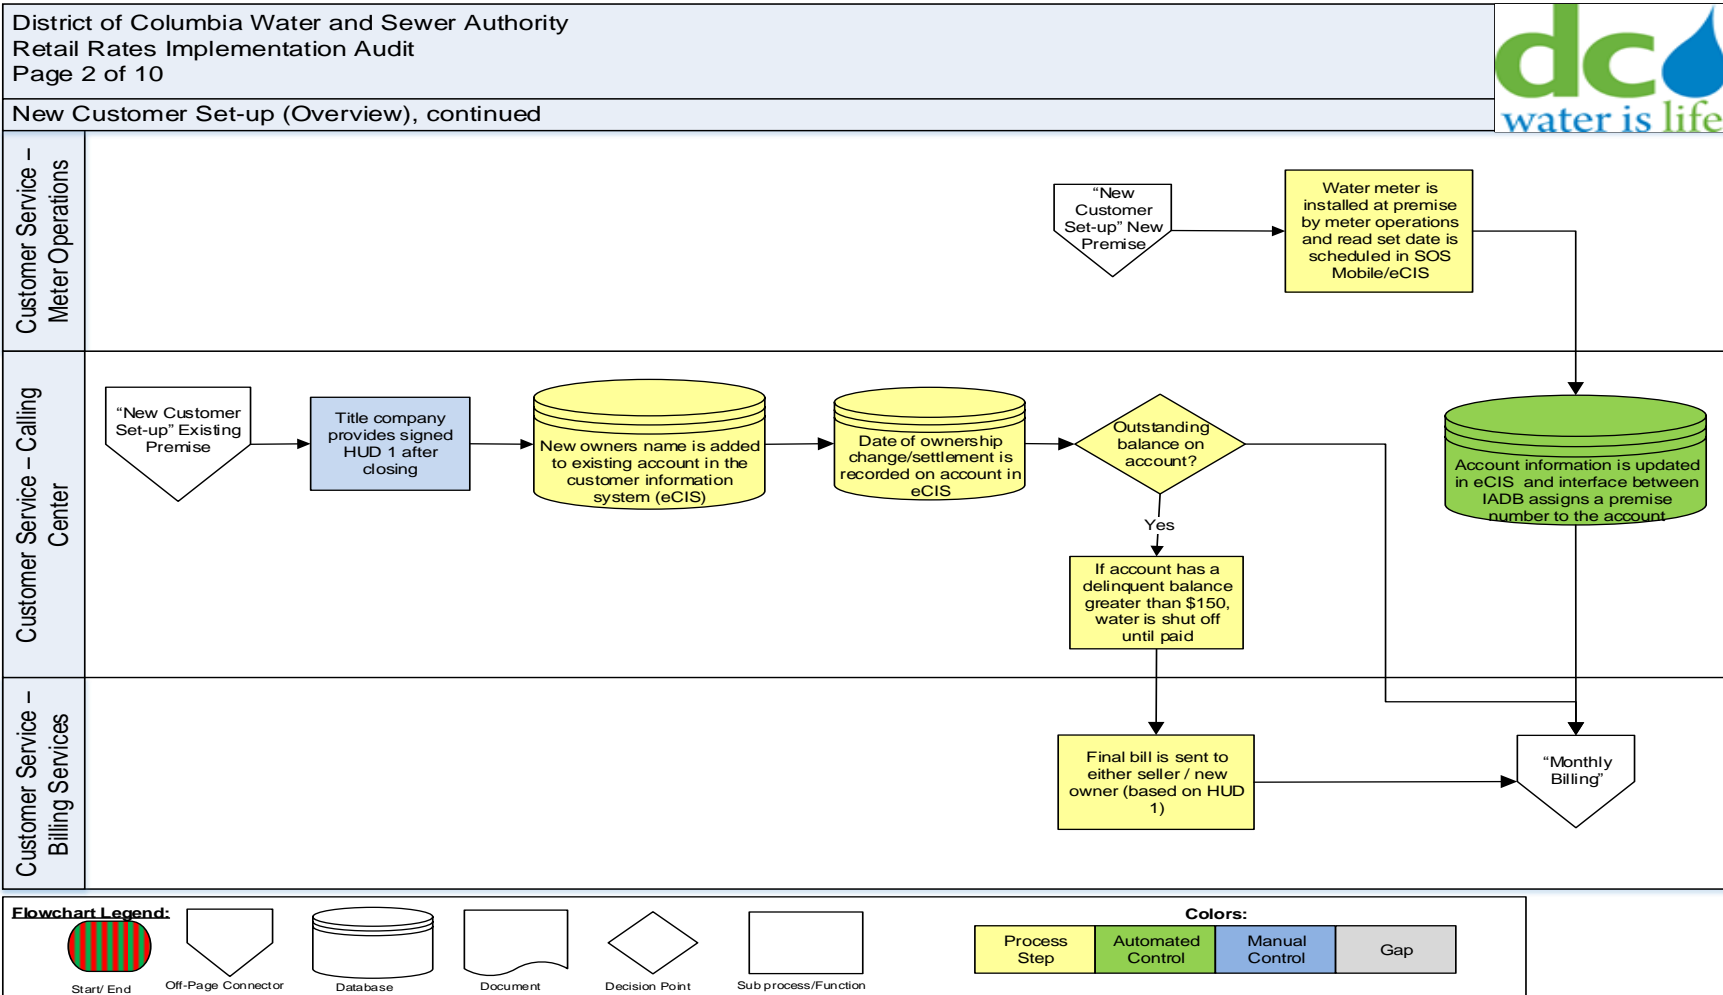 District of Columbia Water and Sewer Authority
Retail Rates Implementation Audit
Page 2 of 10
dc
water is life
New Customer Set-up (Overview), continued
Customer Service –
Meter Operations
“New
Customer
Set-up” New
Premise
Water meter is
installed at premise
by meter operations
and read set date is
scheduled in SOS
Mobile/eCIS
Customer Service – Calling
Center
“New Customer
Set-up” Existing
Premise
Title company
provides signed
HUD 1 after
closing
New owners name is added
to existing account in the
customer information
system (eCIS)
Date of ownership
change/settlement is
recorded on account in
eCIS
Outstanding
balance on
account?
Yes
If account has a
delinquent balance
greater than $150,
water is shut off
until paid
Account information is updated
in eCIS  and interface between
IADB assigns a premise
number to the account
Customer Service –
Billing Services
Final bill is sent to
either seller / new
owner (based on HUD
1)
“Monthly
Billing”
Flowchart Legend:
Start/ End
Off-Page Connector
Database
Document
Decision Point
Sub process/Function
Colors:
Process
Step
Automated
Control
Manual
Control
Gap